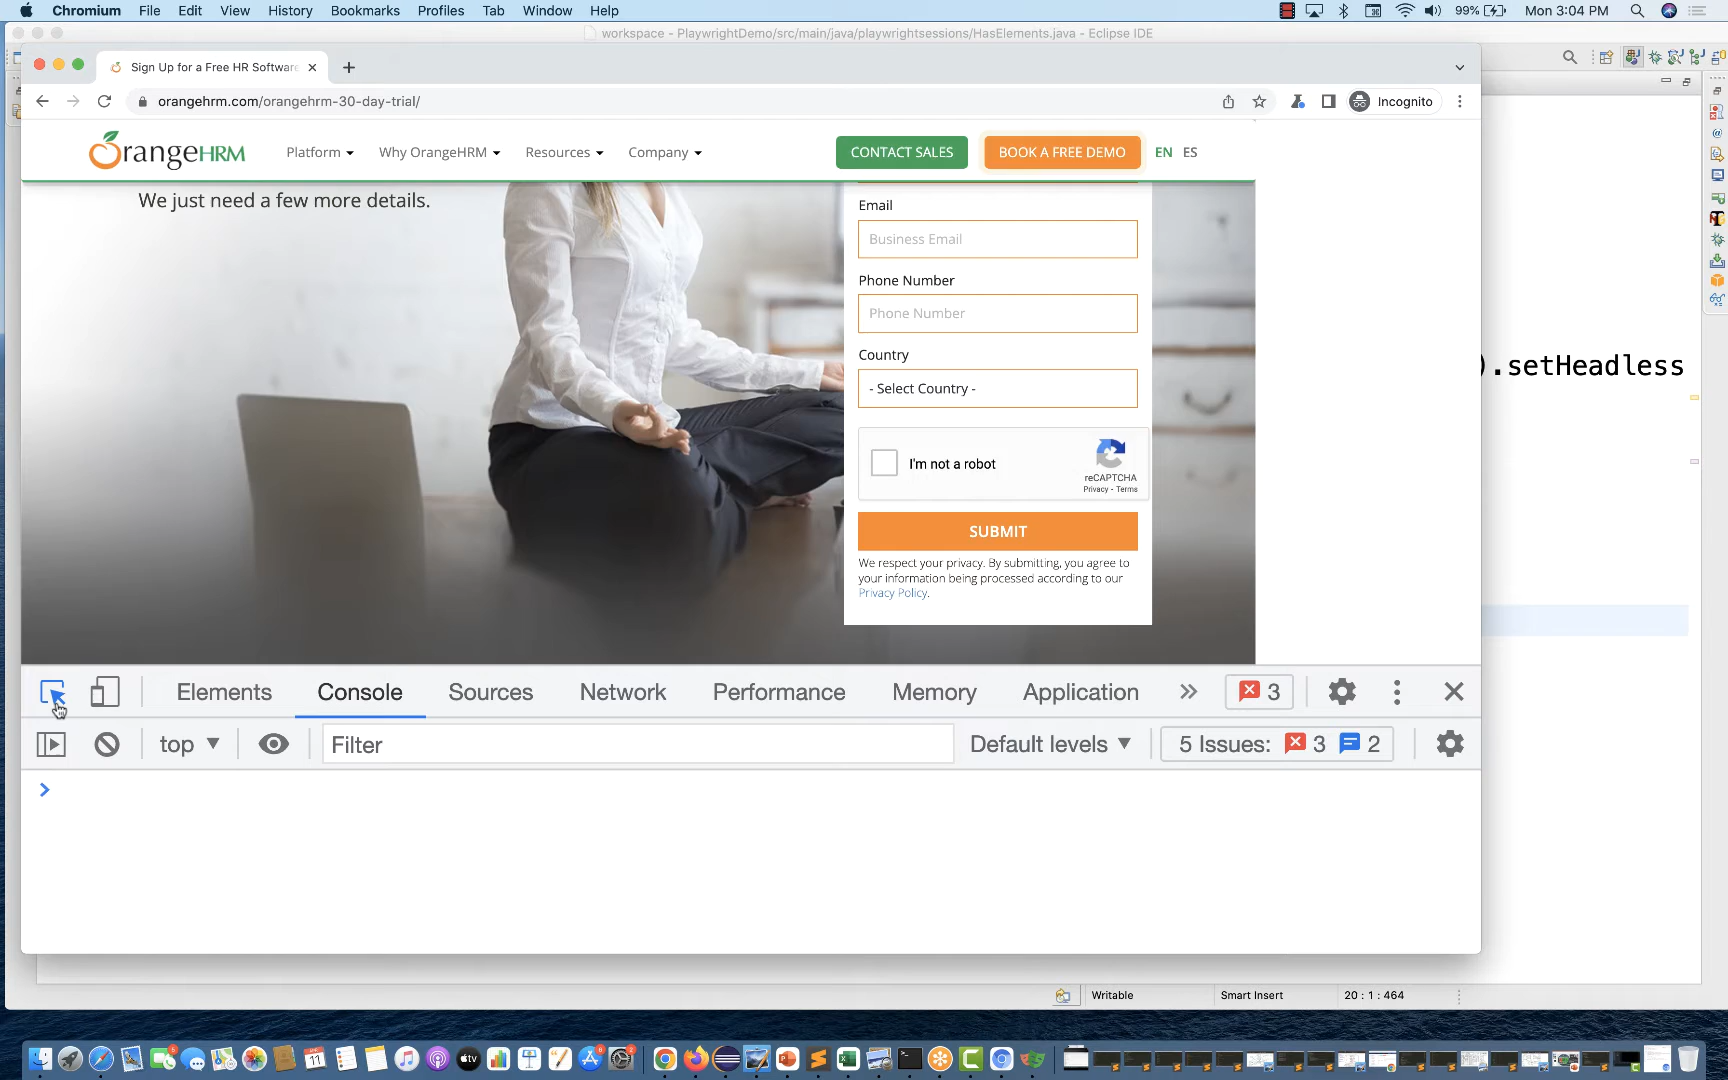 Chromium File Edit View History Bookmarks Profiles Tab Window Help 99% Mon 3:04 PM
workspace - PlaywrightDemo/src/main/java/playwrightsessions/HasElements.java - Eclipse IDE
Sign Up for a Free HR Software
orangehrm.com/orangehrm-30-day-trial/ Incognito
OrangeHRM Platform Why OrangeHRM Resources Company CONTACT SALES BOOK A FREE DEMO EN ES
We just need a few more details.
Email
Business Email
Phone Number
Phone Number
Country
- Select Country -
I'm not a robot
reCAPTCHA
Privacy - Terms
SUBMIT
We respect your privacy. By submitting, you agree to
your information being processed according to our
Privacy Policy.
).setHeadless
Elements Console Sources Network Performance Memory Application » 3
top Filter Default levels 5 Issues: 3 2
Writable Smart Insert 20 : 1 : 464